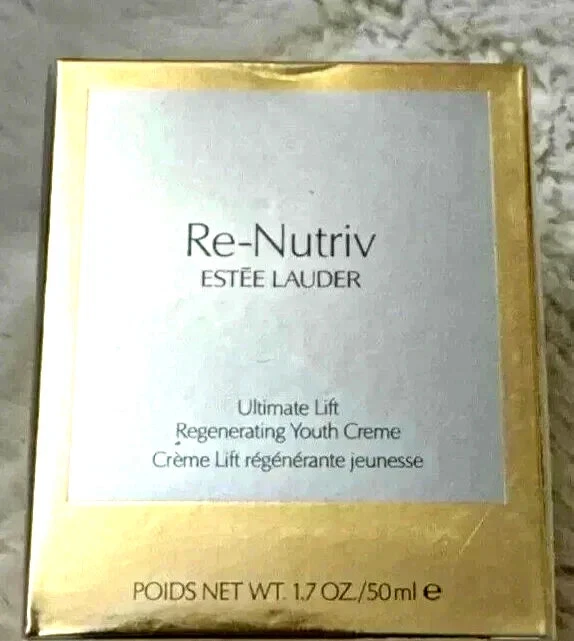 Re-Nutriv
ESTĒE LAUDER
Ultimate Lift
Regenerating Youth Creme
Crème Lift régénérante jeunesse
POIDS NET WT. 1.7 OZ./50 ml ℮